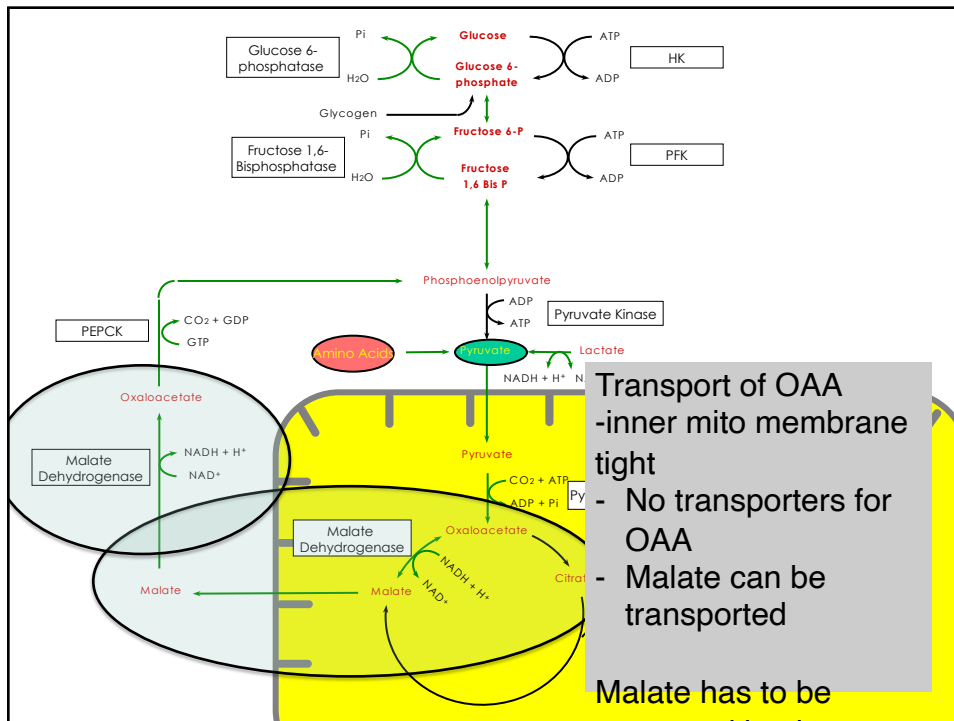 Pi
Glucose
ATP
Glucose 6-
phosphatase
HK
Glucose 6-
phosphate
H2O
ADP
Glycogen
Pi
Fructose 6-P
ATP
Fructose 1,6-
Bisphosphatase
PFK
Fructose
1,6 Bis P
H2O
ADP
Phosphoenolpyruvate
ADP
ATP
Pyruvate Kinase
CO2 + GDP
GTP
PEPCK
Amino Acids
Pyruvate
Lactate
NADH + H+
Oxaloacetate
Malate
Dehydrogenase
NADH + H+
NAD+
Pyruvate
CO2 + ATP
ADP + Pi
Malate
Dehydrogenase
Oxaloacetate
NADH + H+
NAD+
Malate
Malate
Transport of OAA
-inner mito membrane
tight
- No transporters for
OAA
- Malate can be
transported
Malate has to be